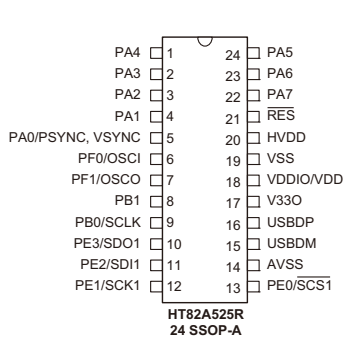 PA4 1 24 PA5
PA3 2 23 PA6
PA2 3 22 PA7
PA1 4 21 RES
PA0/PSYNC, VSYNC 5 20 HVDD
PF0/OSCI 6 19 VSS
PF1/OSCO 7 18 VDDIO/VDD
PB1 8 17 V33O
PB0/SCLK 9 16 USBDP
PE3/SDO1 10 15 USBDM
PE2/SDI1 11 14 AVSS
PE1/SCK1 12 13 PE0/SCS1
HT82A525R
24 SSOP-A